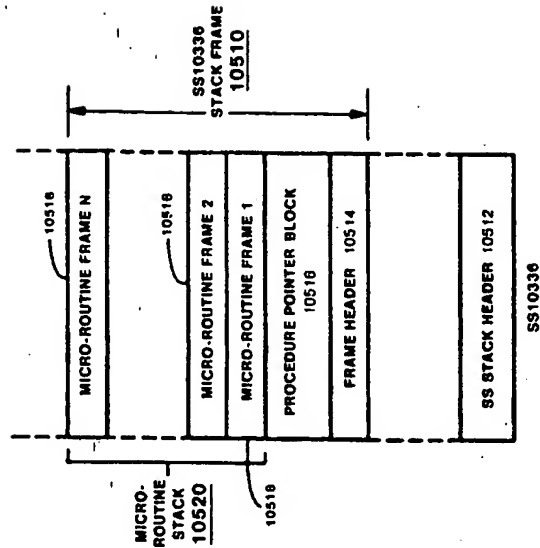 SS10336
STACK FRAME
10510
10518
MICRO-ROUTINE FRAME N
10518
MICRO-ROUTINE FRAME 2
MICRO-ROUTINE FRAME 1
PROCEDURE POINTER BLOCK
10516
FRAME HEADER 10514
SS STACK HEADER 10512
MICRO-
ROUTINE
STACK
10520
10518
SS10336